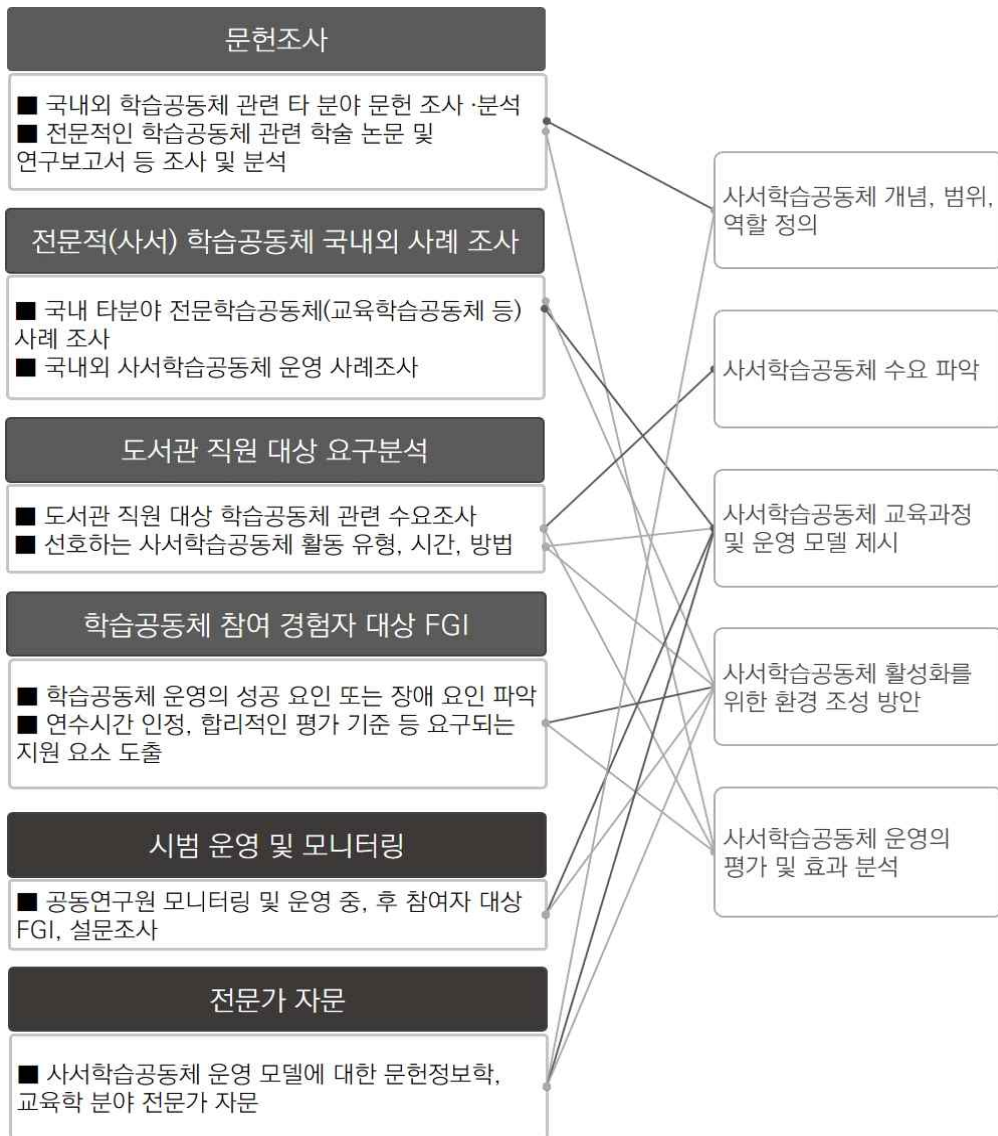 문헌조사
■ 국내외 학습공동체 관련 타 분야 문헌 조사 ·분석
■ 전문적인 학습공동체 관련 학술 논문 및
연구보고서 등 조사 및 분석
전문적(사서) 학습공동체 국내외 사례 조사
■ 국내 타분야 전문학습공동체(교육학습공동체 등)
사례 조사
■ 국내외 사서학습공동체 운영 사례조사
도서관 직원 대상 요구분석
■ 도서관 직원 대상 학습공동체 관련 수요조사
■ 선호하는 사서학습공동체 활동 유형, 시간, 방법
학습공동체 참여 경험자 대상 FGI
■ 학습공동체 운영의 성공 요인 또는 장애 요인 파악
■ 연수시간 인정, 합리적인 평가 기준 등 요구되는
지원 요소 도출
시범 운영 및 모니터링
■ 공동연구원 모니터링 및 운영 중, 후 참여자 대상
FGI, 설문조사
전문가 자문
■ 사서학습공동체 운영 모델에 대한 문헌정보학,
교육학 분야 전문가 자문
사서학습공동체 개념, 범위,
역할 정의
사서학습공동체 수요 파악
사서학습공동체 교육과정
및 운영 모델 제시
사서학습공동체 활성화를
위한 환경 조성 방안
사서학습공동체 운영의
평가 및 효과 분석